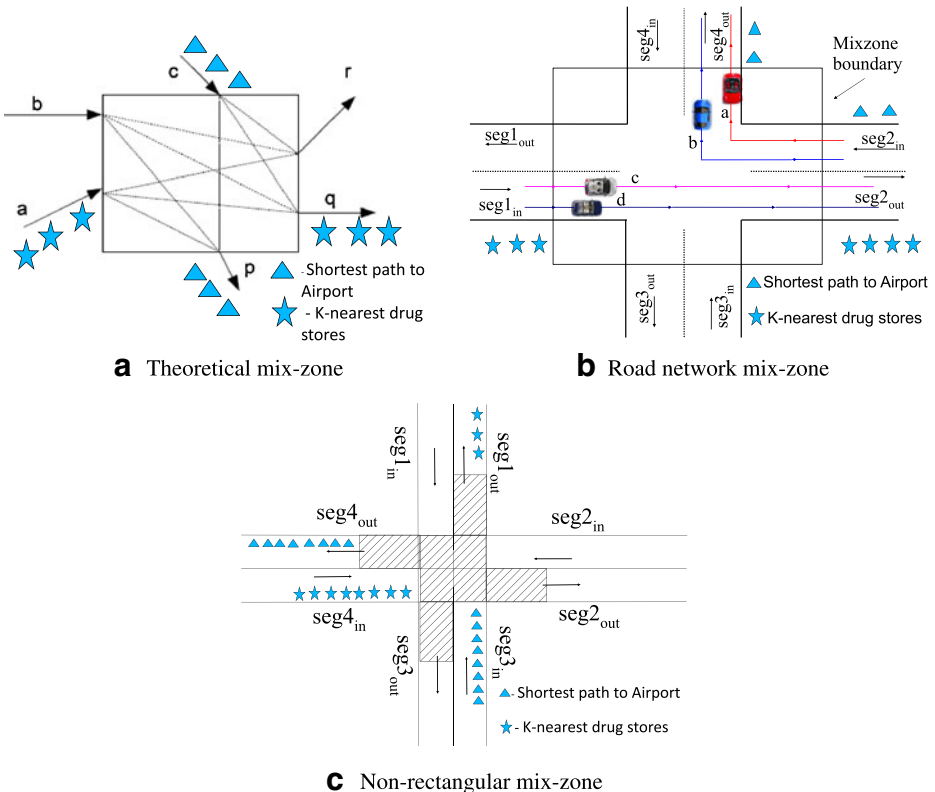 c
r
b
a
q
p
- Shortest path to
Airport
- K-nearest drug
stores
a Theoretical mix-zone
seg4in
seg4out
Mixzone
boundary
a
seg1out
b
seg2in
c
seg1in
d
seg2out
seg3out
seg3in
Shortest path to Airport
K-nearest drug stores
b Road network mix-zone
seg1in
seg1out
seg4out
seg2in
seg4in
seg2out
seg3out
seg3in
- Shortest path to Airport
- K-nearest drug stores
c Non-rectangular mix-zone